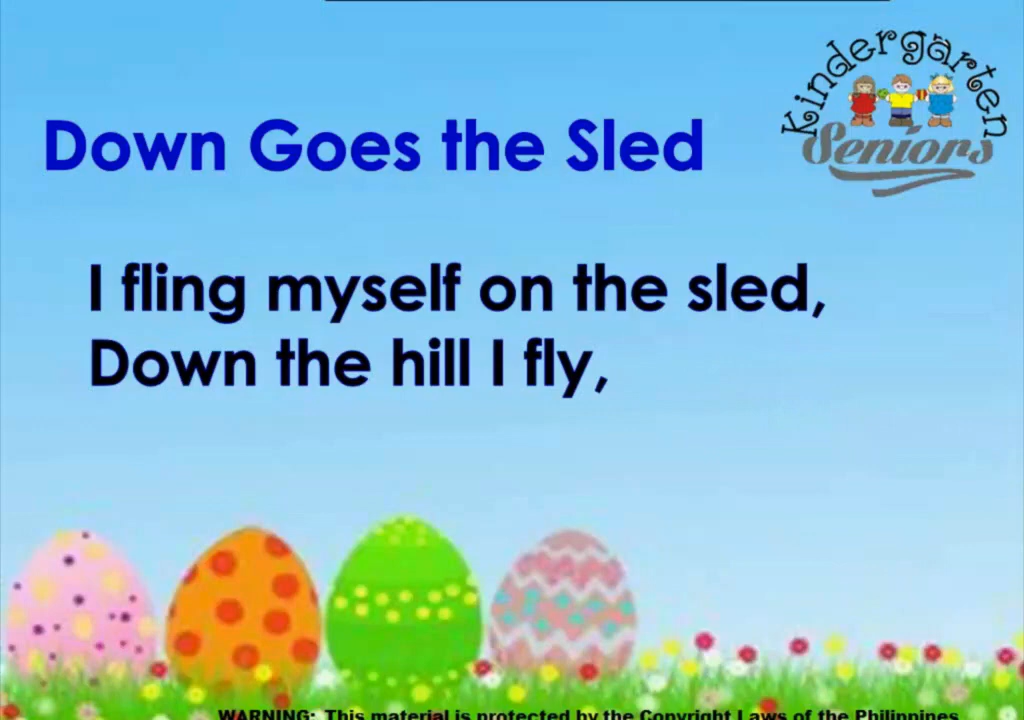 Kindergarten
Seniors
Down Goes the Sled
I fling myself on the sled,
Down the hill I fly,
WARNING: This material is protected by the Copyright Laws of the Philippines